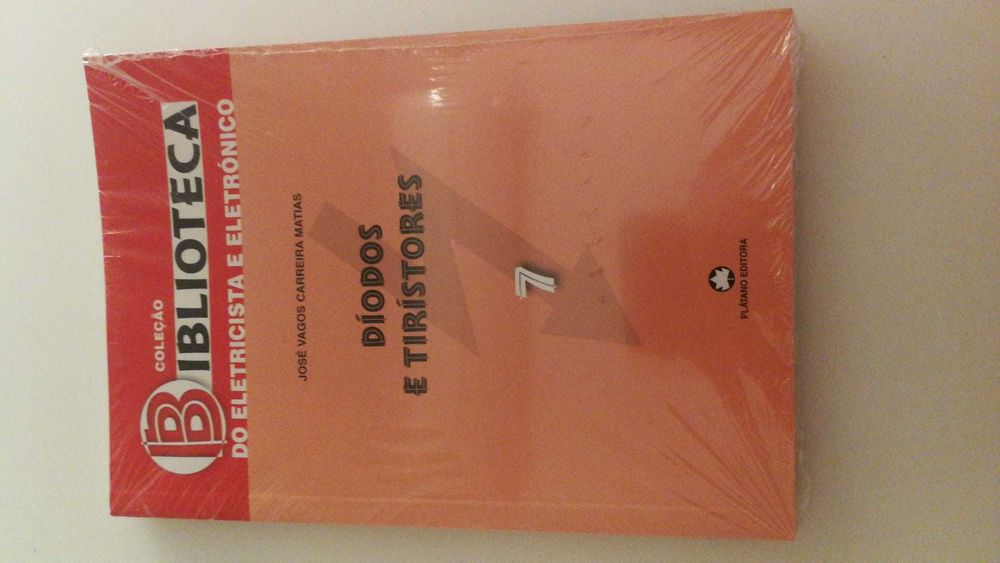 COLEÇÃO
BIBLIOTECA
DO ELETRICISTA E ELETRÓNICO
JOSÉ VAGOS CARREIRA MATIAS
DÍODOS
E TIRÍSTORES
7
PLÁTANO EDITORA